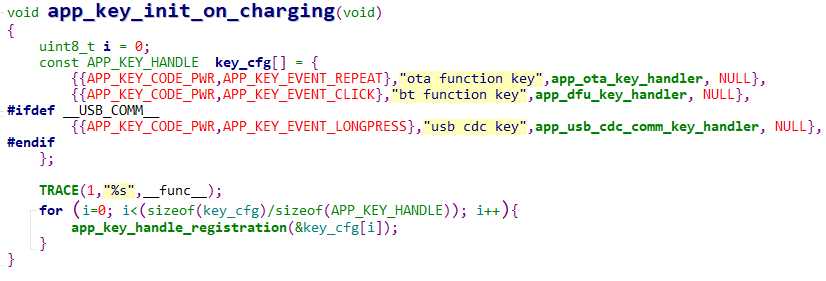 void app_key_init_on_charging(void)
{
    uint8_t i = 0;
    const APP_KEY_HANDLE  key_cfg[] = {
        {{APP_KEY_CODE_PWR,APP_KEY_EVENT_REPEAT},"ota function key",app_ota_key_handler, NULL},
        {{APP_KEY_CODE_PWR,APP_KEY_EVENT_CLICK},"bt function key",app_dfu_key_handler, NULL},
#ifdef __USB_COMM__
        {{APP_KEY_CODE_PWR,APP_KEY_EVENT_LONGPRESS},"usb cdc key",app_usb_cdc_comm_key_handler, NULL},
#endif
    };

    TRACE(1,"%s",__func__);
    for (i=0; i<(sizeof(key_cfg)/sizeof(APP_KEY_HANDLE)); i++){
        app_key_handle_registration(&key_cfg[i]);
    }
}